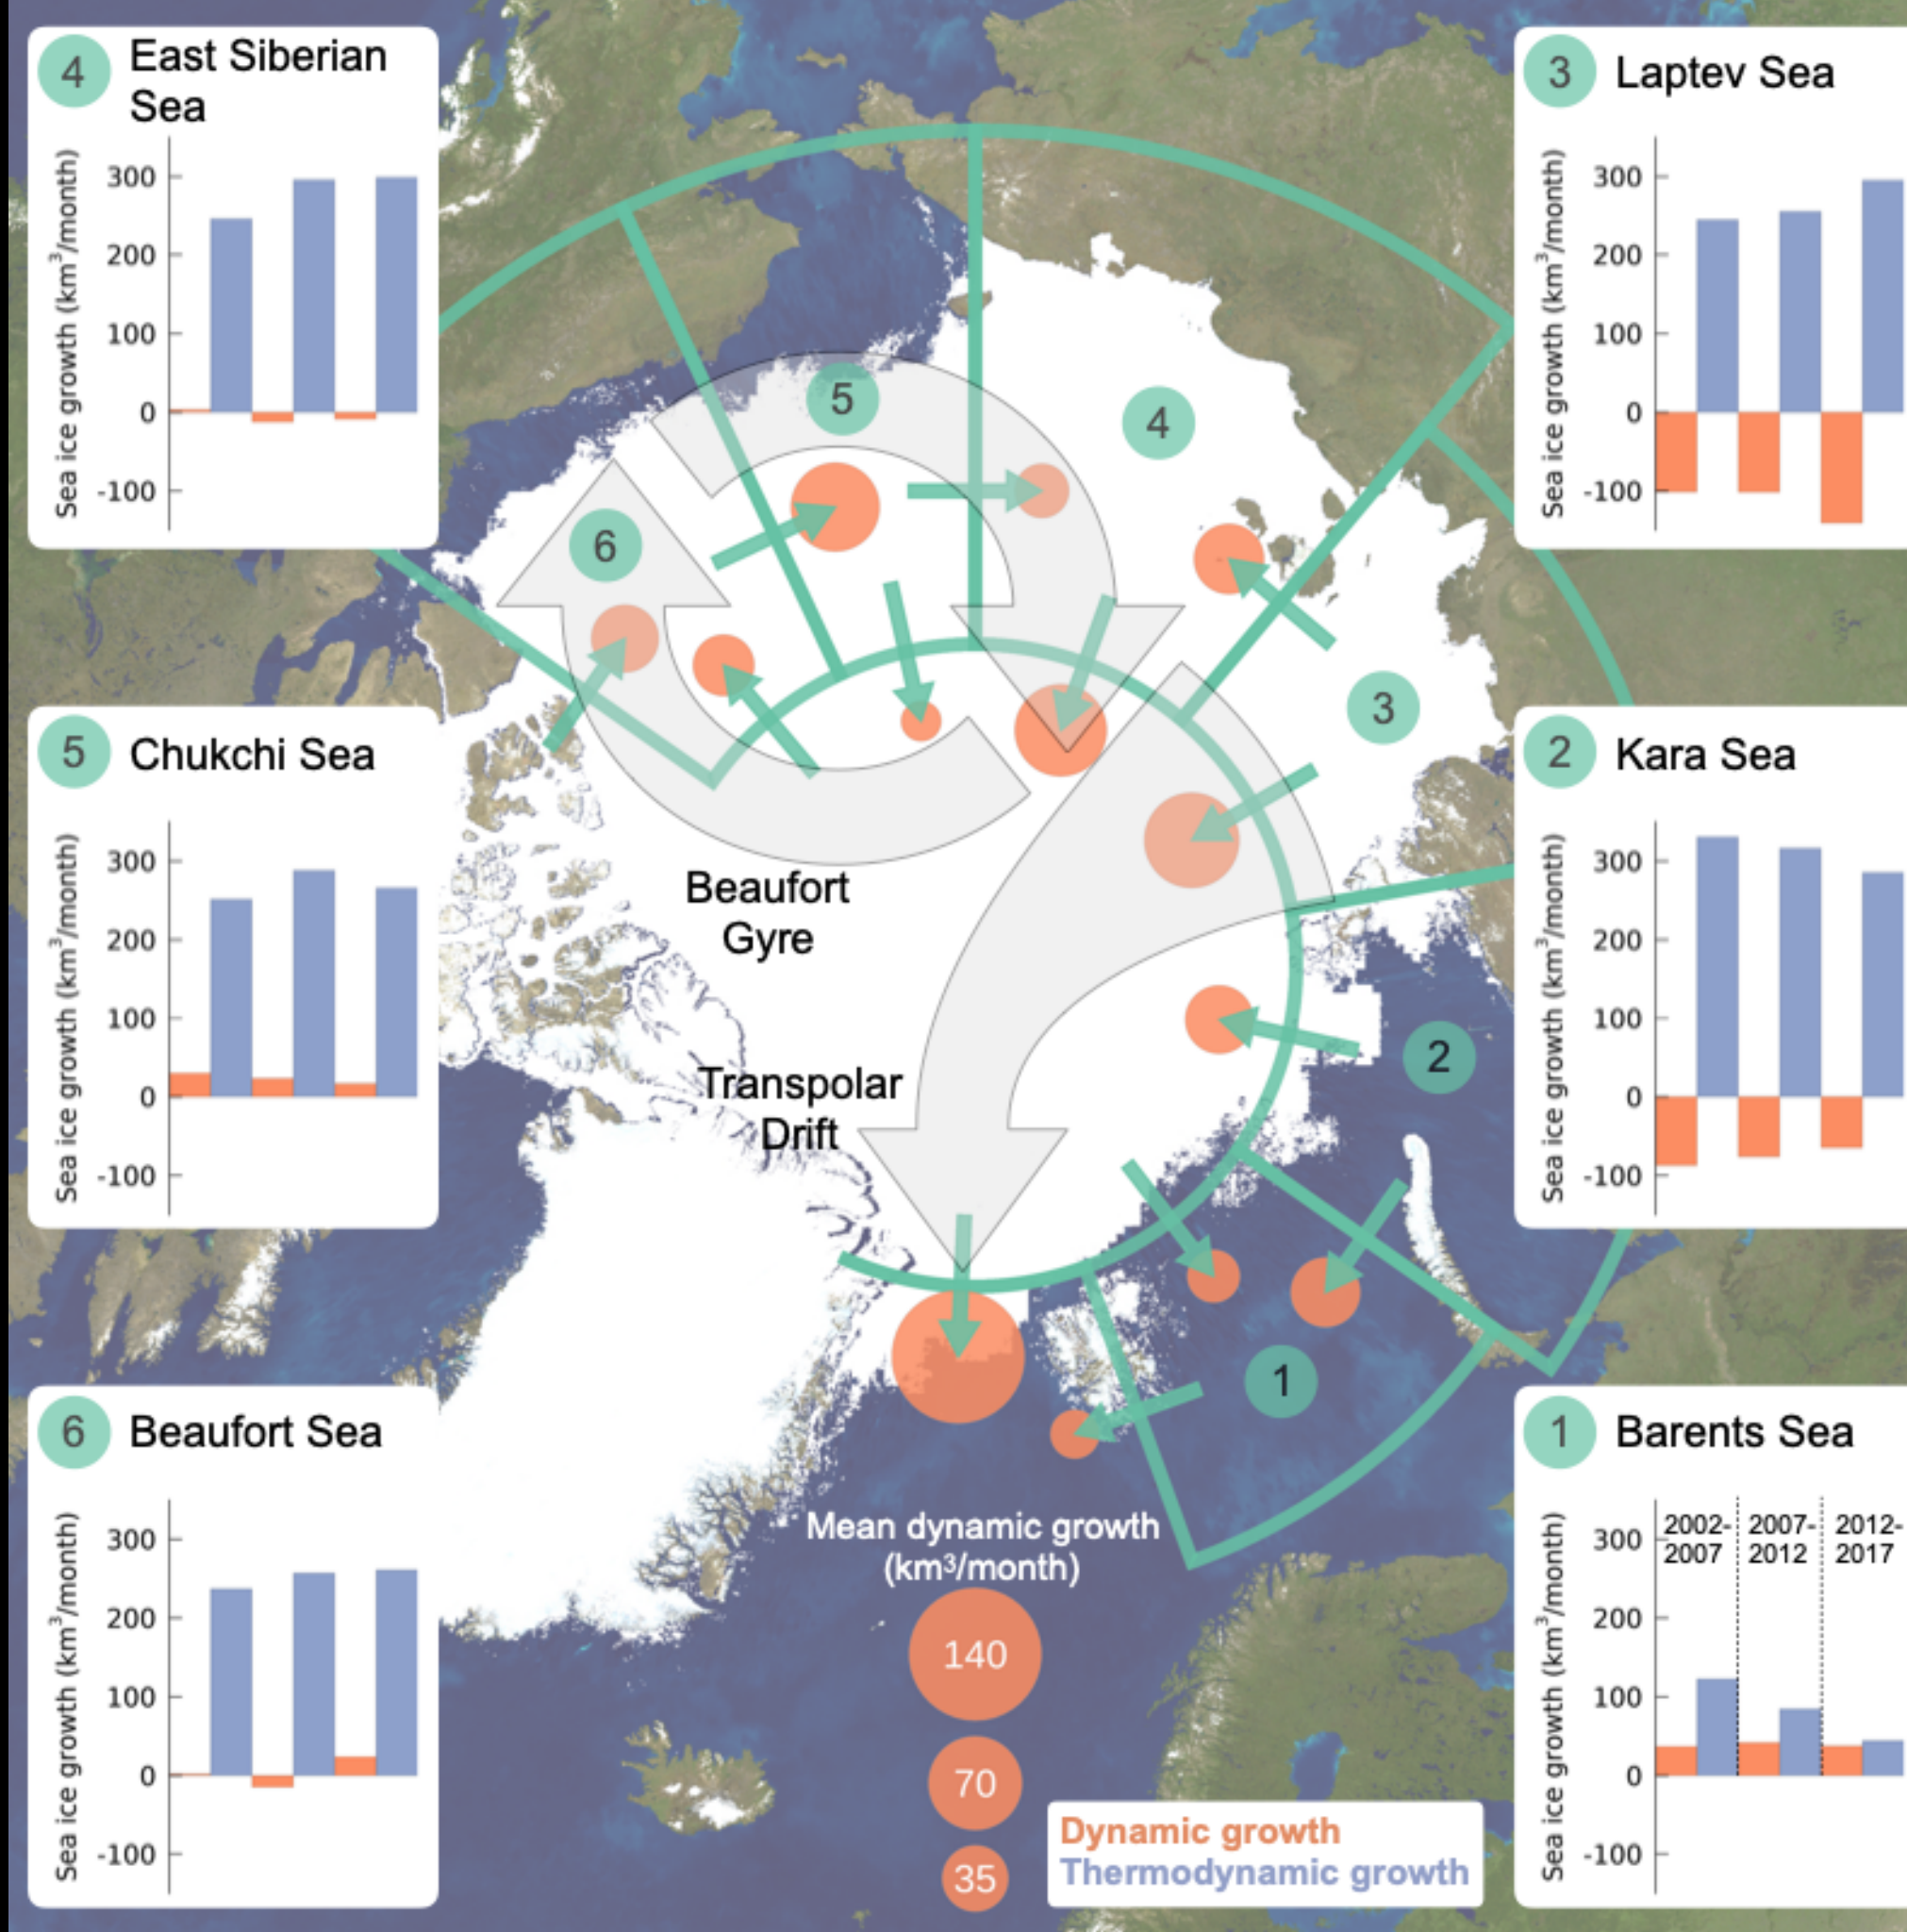 4
East Siberian
Sea
Sea ice growth (km³/month)
300
200
100
0
-100
3
Laptev Sea
Sea ice growth (km³/month)
300
200
100
0
-100
5
4
6
3
5
Chukchi Sea
Sea ice growth (km³/month)
300
200
100
0
-100
2
Kara Sea
Sea ice growth (km³/month)
300
200
100
0
-100
Beaufort
Gyre
Transpolar
Drift
2
1
6
Beaufort Sea
Sea ice growth (km³/month)
300
200
100
0
-100
1
Barents Sea
Sea ice growth (km³/month)
300
200
100
0
-100
2002-
2007
2007-
2012
2012-
2017
Mean dynamic growth
(km³/month)
140
70
35
Dynamic growth
Thermodynamic growth